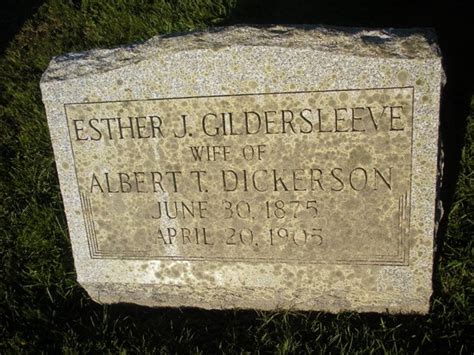 ESTHER J. GILDERSLEEVE
WIFE OF
ALBERT T. DICKERSON
JUNE 30, 1875
APRIL 20, 1905